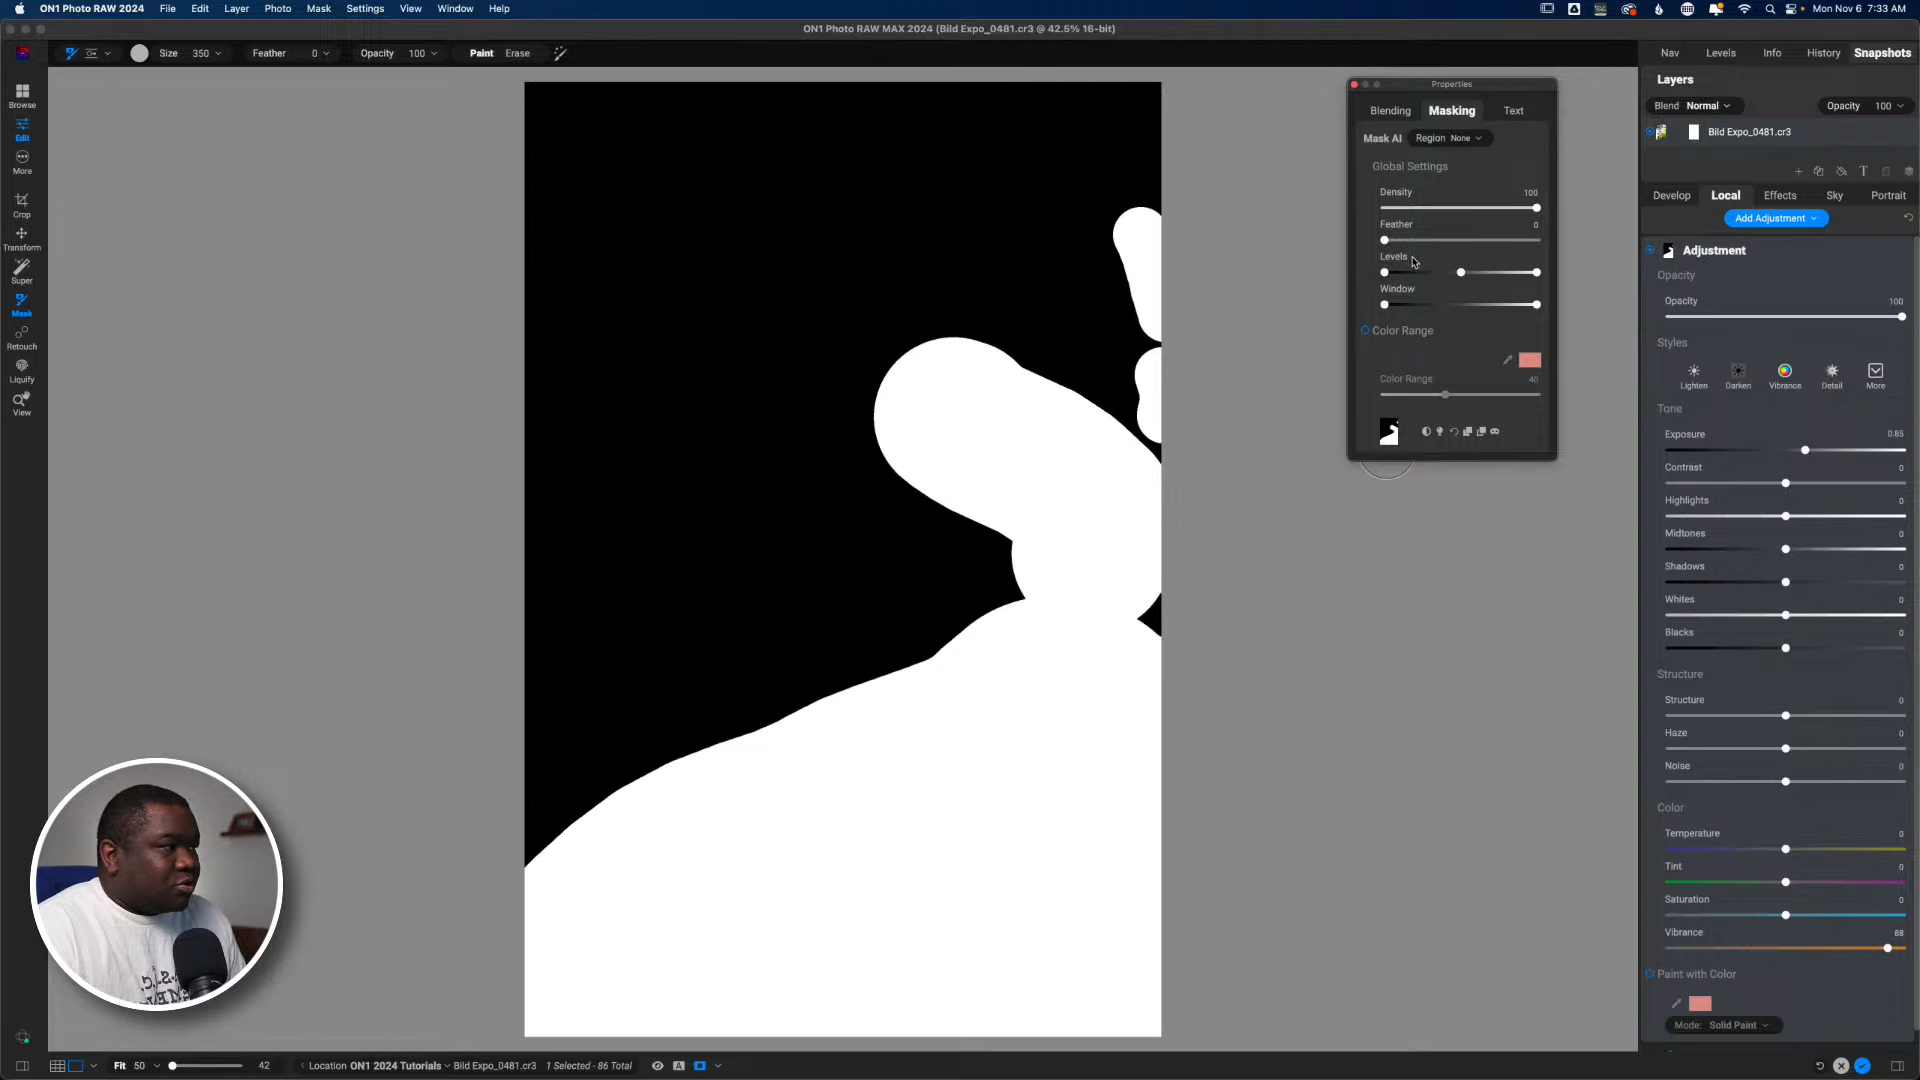 ON1 Photo RAW MAX 2024 File Edit Layer Photo Mask Settings View Window Help Mon Nov 6 7:33 AM
ON1 Photo RAW MAX 2024 (Bild Expo_0481.cr3 @ 42.5% 16-bit)
Size 350 Feather 0 Opacity 100 Paint Erase
Nav Levels Info History Snapshots
Browse
Edit
More
Crop
Transform
Super
Mask
Retouch
Liquify
View
Properties
Blending Masking Text
Mask AI Region None
Global Settings
Density 100
Feather 0
Levels
Window
Color Range
Color Range 40
Layers
Blend Normal Opacity 100
Bild Expo_0481.cr3
T
Develop Local Effects Sky Portrait
Add Adjustment
Adjustment
Opacity
Opacity 100
Styles
Lighten Darken Vibrance Detail More
Tone
Exposure 0.85
Contrast 0
Highlights 0
Midtones 0
Shadows 0
Whites 0
Blacks 0
Structure
Structure 0
Haze 0
Noise 0
Color
Temperature 0
Tint 0
Saturation 0
Vibrance 88
Paint with Color
Mode: Solid Paint
Fit 50 42 Location ON1 2024 Tutorials Bild Expo_0481.cr3 1 Selected - 86 Total A